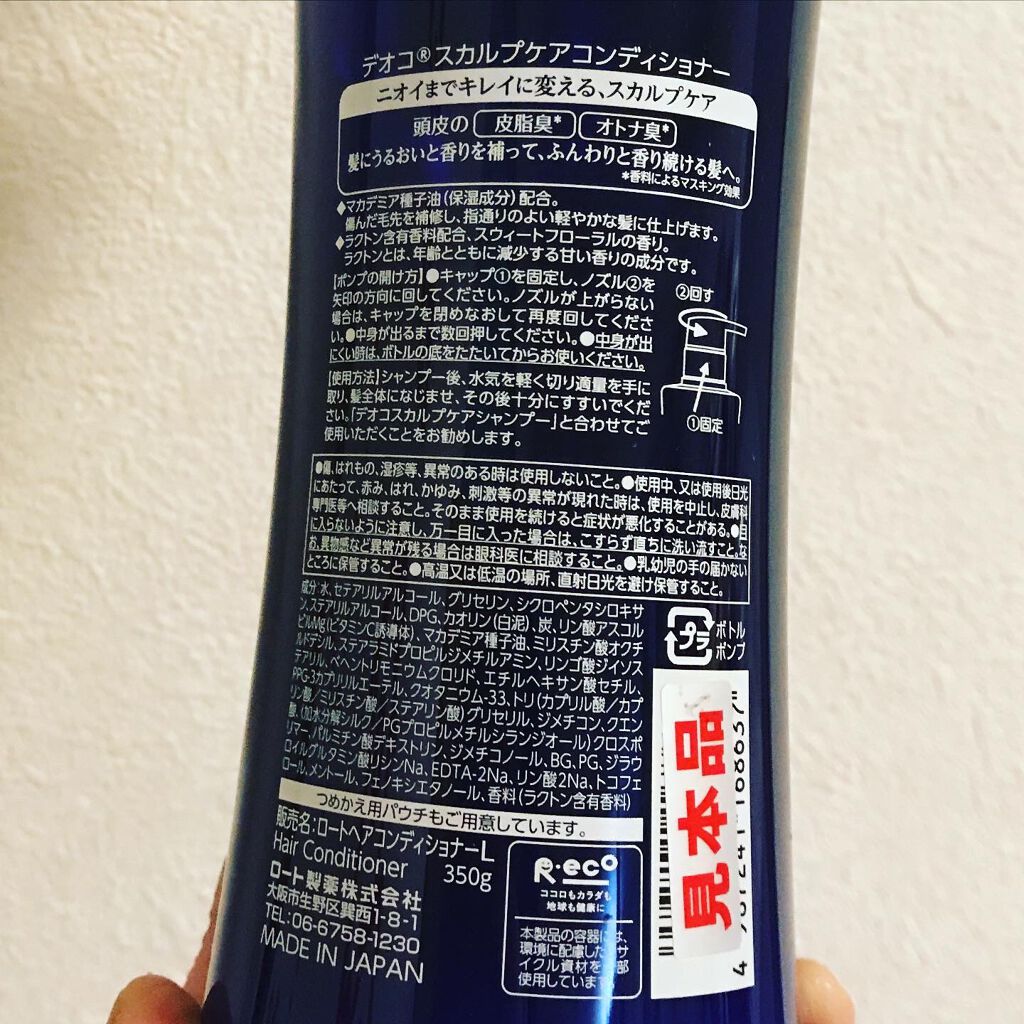 デオコ®スカルプケアコンディショナー
ニオイまでキレイに変える、スカルプケア
頭皮の 皮脂臭* オトナ臭*
髪にうるおいと香りを補って、ふんわりと香り続ける髪へ。
*香料によるマスキング効果
◆マカデミア種子油(保湿成分)配合。
傷んだ毛先を補修し、指通りのよい軽やかな髪に仕上げます。
◆ラクトン含有香料配合、スウィートフローラルの香り。
ラクトンとは、年齢とともに減少する甘い香りの成分です。
【ポンプの開け方】●キャップ①を固定し、ノズル②を
矢印の方向に回してください。ノズルが上がらない
場合は、キャップを閉めなおして再度回してくださ
い。●中身が出るまで数回押してください。●中身が出
にくい時は、ボトルの底をたたいてからお使いください。
②回す
①固定
【使用方法】シャンプー後、水気を軽く切り適量を手に
取り、髪全体になじませ、その後十分にすすいでくだ
さい。「デオコスカルプケアシャンプー」と合わせてご
使用いただくことをお勧めします。
●傷、はれもの、湿疹等、異常のある時は使用しないこと。●使用中、又は使用後日光
にあたって、赤み、はれ、かゆみ、刺激等の異常が現れた時は、使用を中止し、皮膚科
専門医等へ相談すること。そのまま使用を続けると症状が悪化することがある。●目
に入らないように注意し、万一目に入った場合は、こすらず直ちに洗い流すこと。な
お、異物感など異常が残る場合は眼科医に相談すること。●乳幼児の手の届かない
ところに保管すること。●高温又は低温の場所、直射日光を避け保管すること。
成分:水、セテアリルアルコール、グリセリン、シクロペンタシロキサ
ン、ステアリルアルコール、DPG、カオリン(白泥)、炭、リン酸アスコル
ビルMg(ビタミンC誘導体)、マカデミア種子油、ミリスチン酸オクチ
ルドデシル、ステアラミドプロピルジメチルアミン、リンゴ酸ジイソス
テアリル、ベヘントリモニウムクロリド、エチルヘキサン酸セチル、
PPG-3カプリリルエーテル、クオタニウム-33、トリ(カプリル酸/カプ
リン酸/ミリスチン酸/ステアリン酸)グリセリル、ジメチコン、クエン
酸、(加水分解シルク/PGプロピルメチルシランジオール)クロスポ
リマー、パルミチン酸デキストリン、ジメチコノール、BG、PG、ジラウ
ロイルグルタミン酸リシンNa、EDTA-2Na、リン酸2Na、トコフェ
ロール、メントール、フェノキシエタノール、香料(ラクトン含有香料)
プラ
ボトル
ポンプ
つめかえ用パウチもご用意しています。
販売名:ロートヘアコンディショナーL
Hair Conditioner 350g
ロート製薬株式会社
大阪市生野区巽西1-8-1
TEL:06-6758-1230
MADE IN JAPAN
R・eco
ココロもカラダも
地球も健康に
本製品の容器には、
環境に配慮した
サイクル資材を
使用しています。
見本品